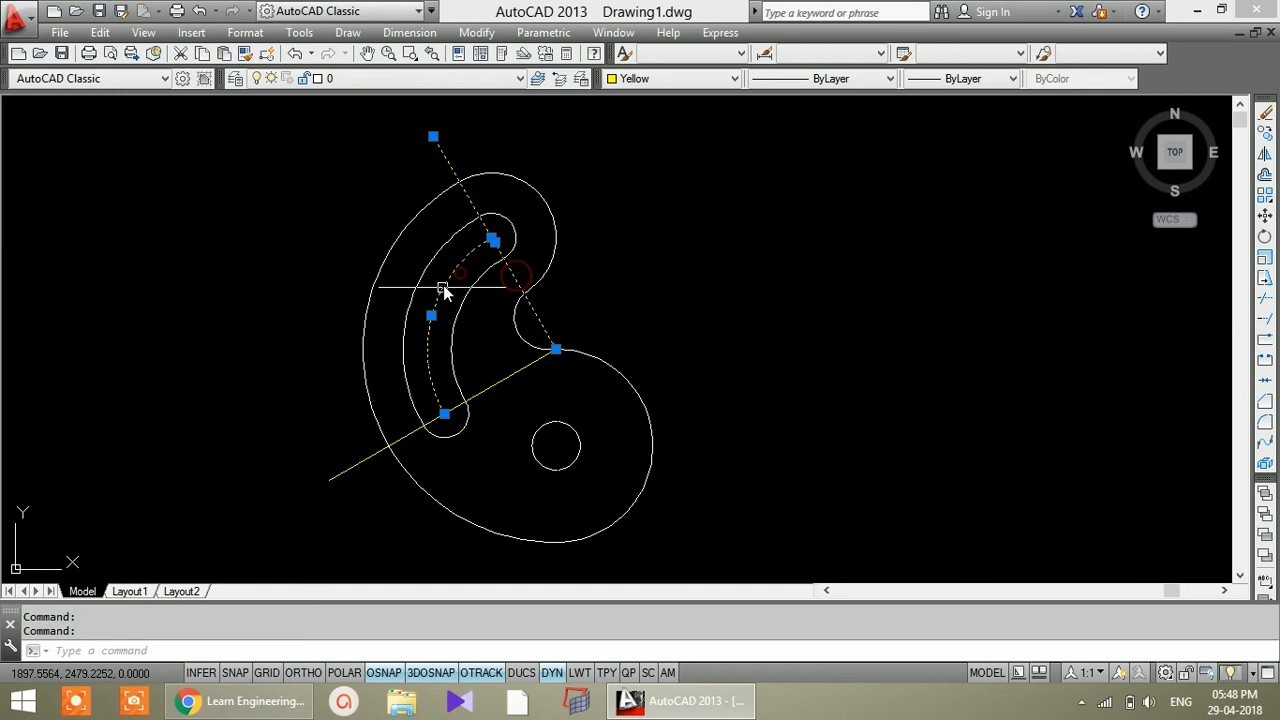 AutoCAD Classic
AutoCAD 2013 Drawing1.dwg
Type a keyword or phrase
Sign In
File Edit View Insert Format Tools Draw Dimension Modify Parametric Window Help Express
AutoCAD Classic
0
Yellow
ByLayer
ByLayer
ByColor
N
W TOP E
S
WCS
Y
X
Model Layout1 Layout2
Command:
Command:
Type a command
1897.5564, 2479.2252, 0.0000
INFER SNAP GRID ORTHO POLAR OSNAP 3DOSNAP OTRACK DUCS DYN LWT TPY QP SC AM
MODEL
1:1
Learn Engineering...
AutoCAD 2013 - [...
ENG
05:48 PM
29-04-2018